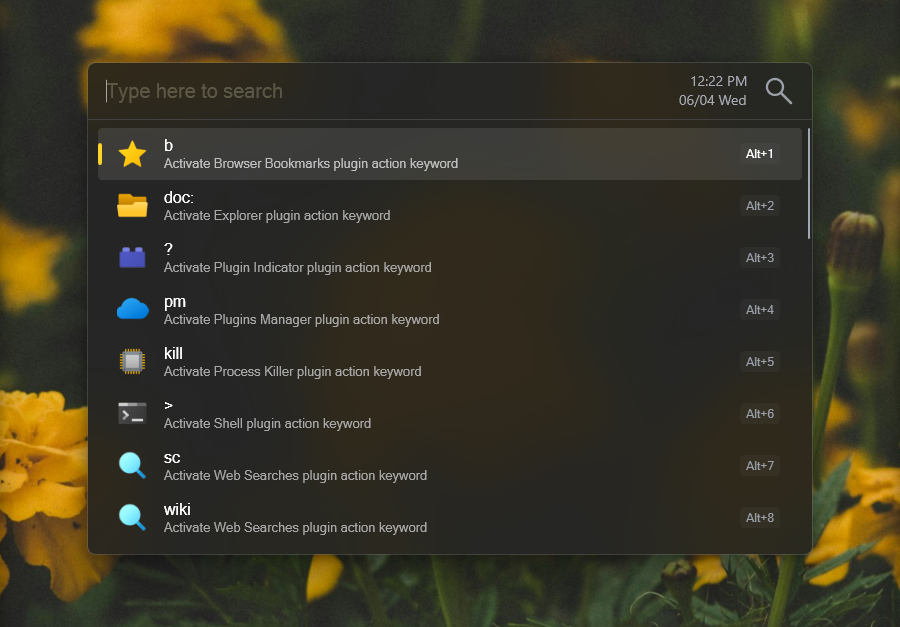 Type here to search
12:22 PM
06/04 Wed
b
Activate Browser Bookmarks plugin action keyword
Alt+1
doc:
Activate Explorer plugin action keyword
Alt+2
?
Activate Plugin Indicator plugin action keyword
Alt+3
pm
Activate Plugins Manager plugin action keyword
Alt+4
kill
Activate Process Killer plugin action keyword
Alt+5
>
Activate Shell plugin action keyword
Alt+6
sc
Activate Web Searches plugin action keyword
Alt+7
wiki
Activate Web Searches plugin action keyword
Alt+8